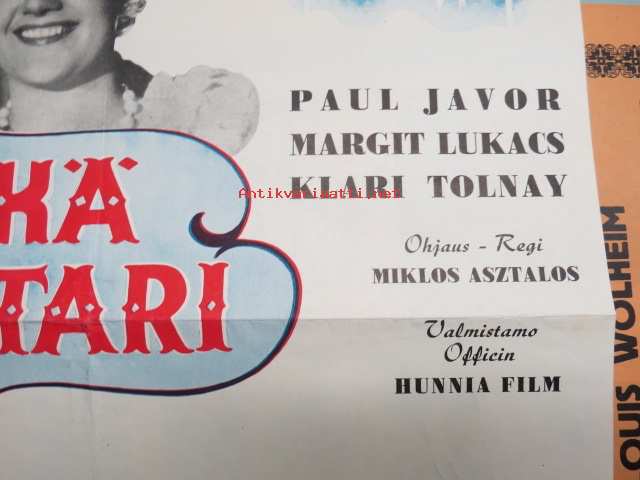 PAUL JAVOR
MARGIT LUKACS
KLARI TOLNAY
Antikvariaatti.net
Ohjaus - Regi
MIKLOS ASZTALOS
Valmistamo
Officin
HUNNIA FILM
KÄ
TARI
OUIS WOLHEIM